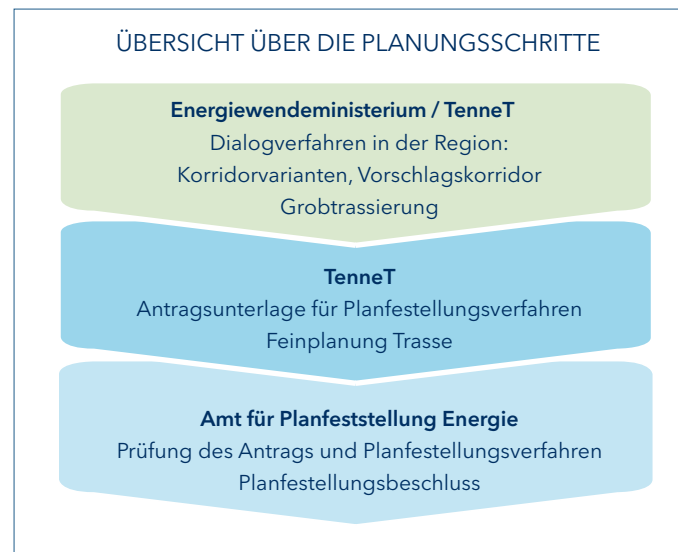 ÜBERSICHT ÜBER DIE PLANUNGSSCHRITTE
Energiewendeministerium / TenneT
Dialogverfahren in der Region:
Korridorvarianten, Vorschlagskorridor
Grobtrassierung
TenneT
Antragsunterlage für Planfestellungsverfahren
Feinplanung Trasse
Amt für Planfeststellung Energie
Prüfung des Antrags und Planfestellungsverfahren
Planfestellungsbeschluss